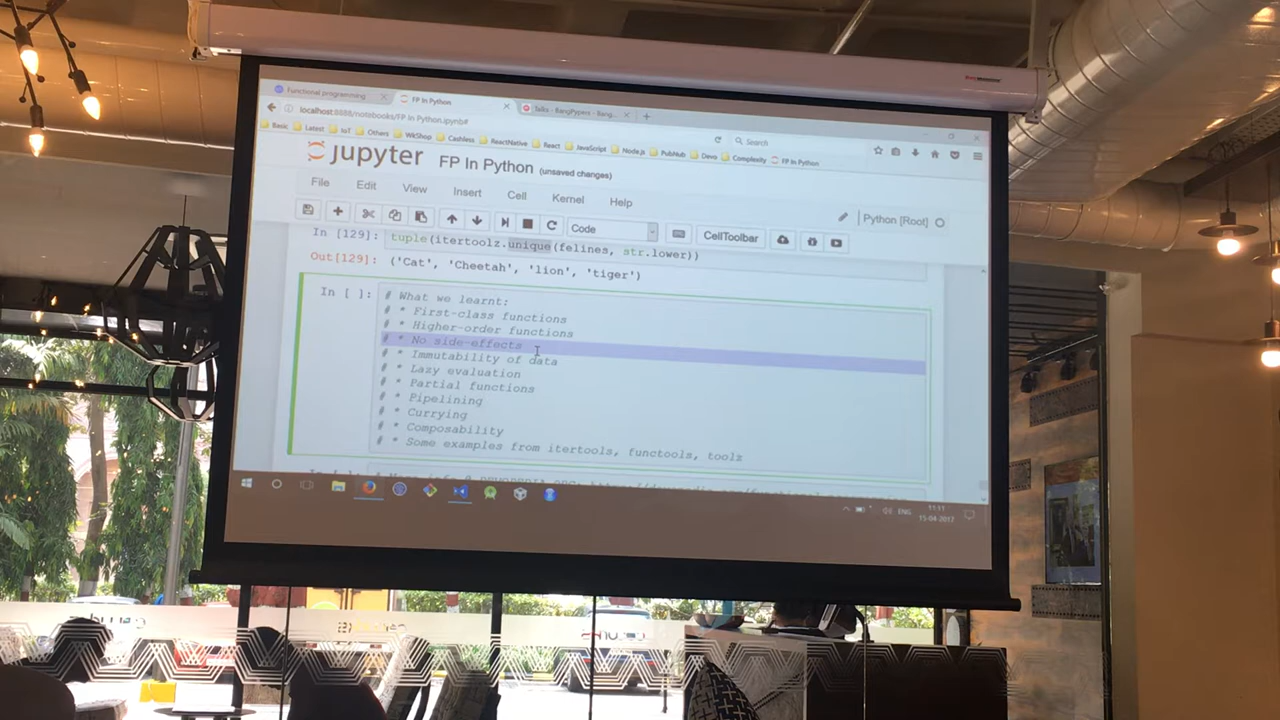 Functional programming
FP In Python
Talks - BangPypers - Bang...
localhost:8888/notebooks/FP In Python.ipynb#
Search
Basic Latest IoT Others WkShop Cashless ReactNative React JavaScript Node.js PubNub Devo Complexity FP In Python
jupyter FP In Python (unsaved changes)
File Edit View Insert Cell Kernel Help
Python [Root]
Code CellToolbar
In [129]: tuple(itertoolz.unique(felines, str.lower))
Out[129]: ('Cat', 'Cheetah', 'lion', 'tiger')
In [ ]: # What we learnt:
# * First-class functions
# * Higher-order functions
# * No side-effects
# * Immutability of data
# * Lazy evaluation
# * Partial functions
# * Pipelining
# * Currying
# * Composability
# * Some examples from itertools, functools, toolz
ENG
11:11
15-04-2017